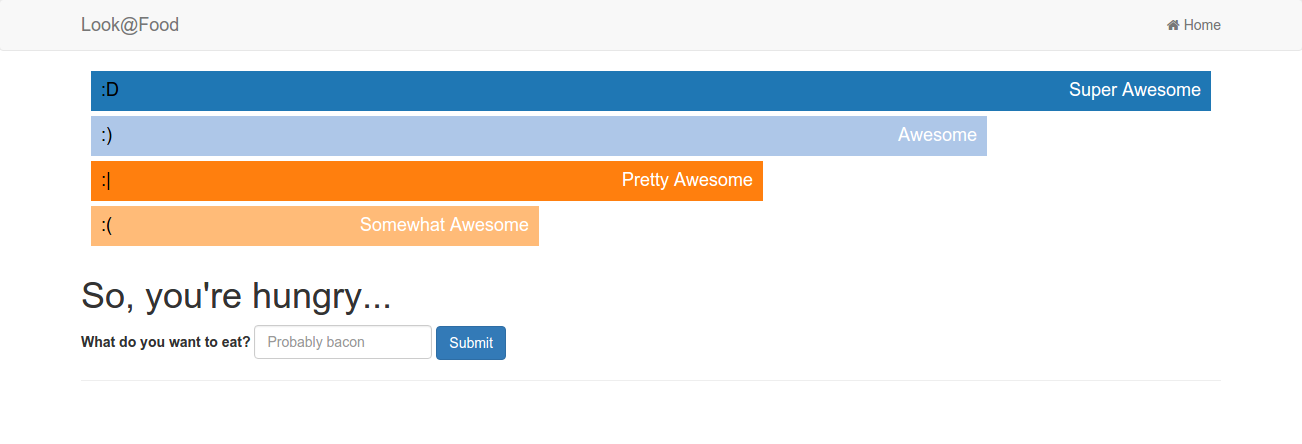 Look@Food Home
:D Super Awesome
:) Awesome
:| Pretty Awesome
:( Somewhat Awesome
So, you're hungry...
What do you want to eat? Probably bacon Submit